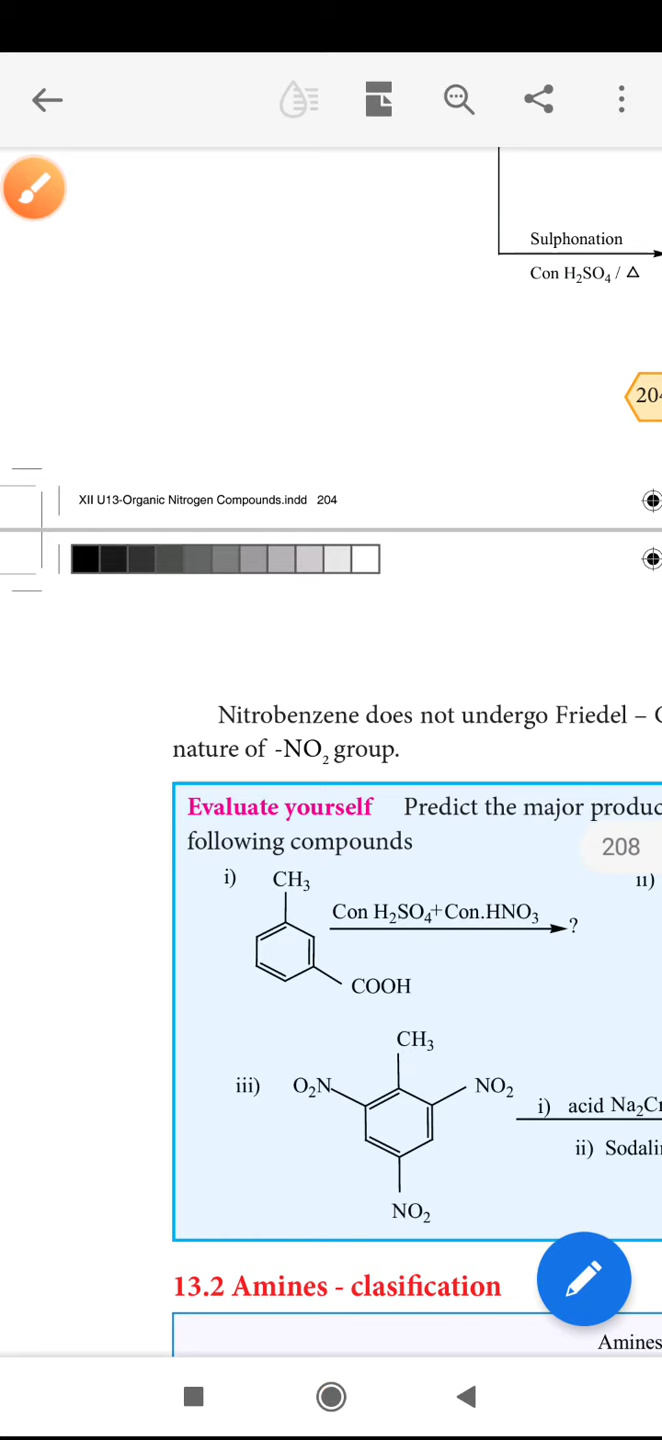 Sulphonation
Con H₂SO₄ / Δ
204
XII U13-Organic Nitrogen Compounds.indd 204
Nitrobenzene does not undergo Friedel –
nature of -NO₂ group.
Evaluate yourself Predict the major
following compounds
208
i) CH₃ ii)
Con H₂SO₄+Con.HNO₃ ?
COOH
CH₃
iii) O₂N NO₂
i) acid
ii)
NO₂
13.2 Amines - clasification
Amines